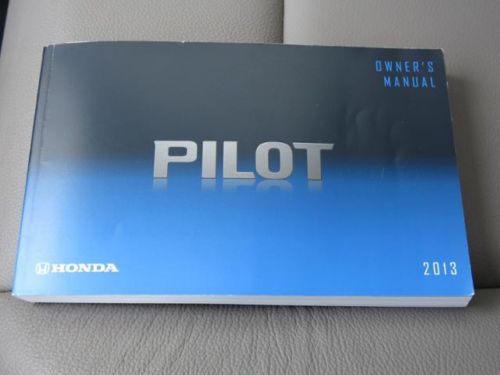 OWNER'S
MANUAL
PILOT
HONDA
2013